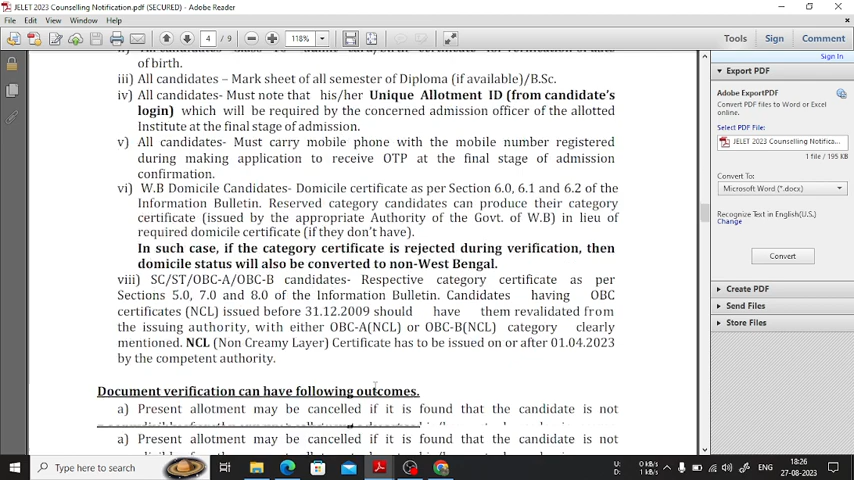 JELET 2023 Counselling Notification.pdf (SECURED) - Adobe Reader
File Edit View Window Help
4 / 9 118% Tools Sign Comment
Sign In
of birth.
iii) All candidates – Mark sheet of all semester of Diploma (if available)/B.Sc.
iv) All candidates- Must note that his/her Unique Allotment ID (from candidate's
login) which will be required by the concerned admission officer of the allotted
Institute at the final stage of admission.
v) All candidates- Must carry mobile phone with the mobile number registered
during making application to receive OTP at the final stage of admission
confirmation.
vi) W.B Domicile Candidates- Domicile certificate as per Section 6.0, 6.1 and 6.2 of the
Information Bulletin. Reserved category candidates can produce their category
certificate (issued by the appropriate Authority of the Govt. of W.B) in lieu of
required domicile certificate (if they don't have).
In such case, if the category certificate is rejected during verification, then
domicile status will also be converted to non-West Bengal.
viii) SC/ST/OBC-A/OBC-B candidates- Respective category certificate as per
Sections 5.0, 7.0 and 8.0 of the Information Bulletin. Candidates having OBC
certificates (NCL) issued before 31.12.2009 should have them revalidated from
the issuing authority, with either OBC-A(NCL) or OBC-B(NCL) category clearly
mentioned. NCL (Non Creamy Layer) Certificate has to be issued on or after 01.04.2023
by the competent authority.
Document verification can have following outcomes.
a) Present allotment may be cancelled if it is found that the candidate is not
a) Present allotment may be cancelled if it is found that the candidate is not
Export PDF
Adobe ExportPDF
Convert PDF files to Word or Excel
online.
Select PDF File:
JELET 2023 Counselling Notifica...
1 file / 195 KB
Convert To:
Microsoft Word (*.docx)
Recognize Text in English(U.S.)
Change
Convert
Create PDF
Send Files
Store Files
Type here to search
U: 0 kB/s
D: 1 kB/s
ENG
18:26
27-08-2023